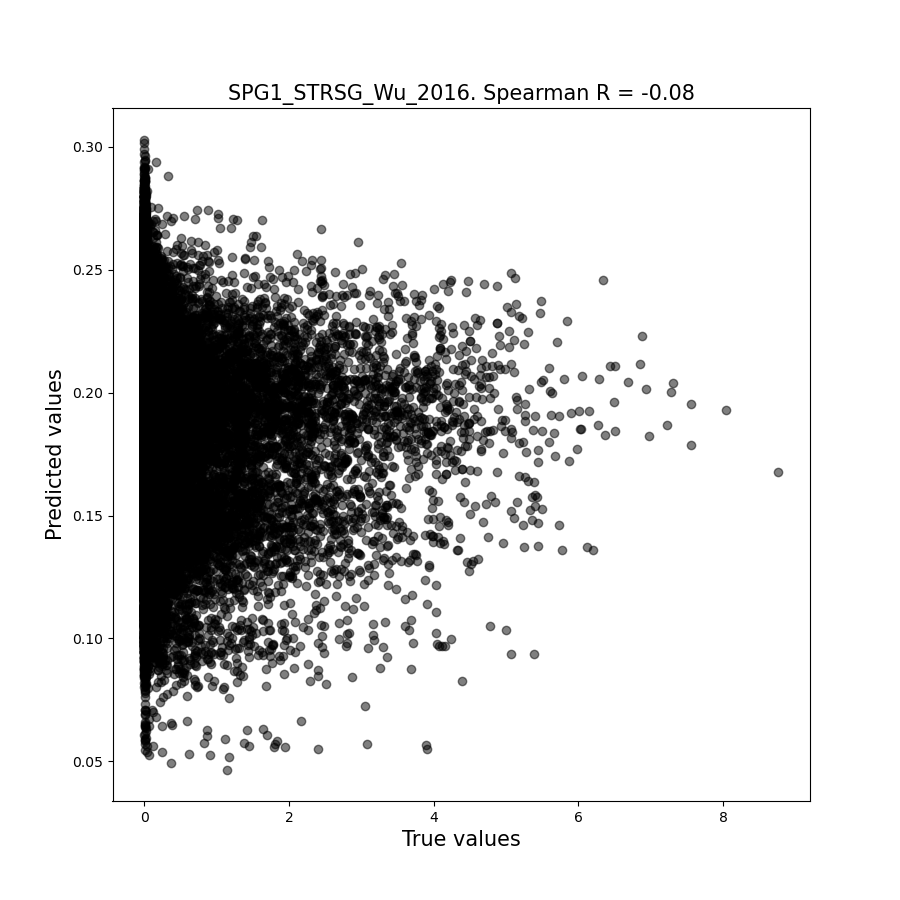 SPG1_STRSG_Wu_2016. Spearman R = -0.08
0.30
0.25
0.20
0.15
0.10
0.05
Predicted values
0 2 4 6 8
True values